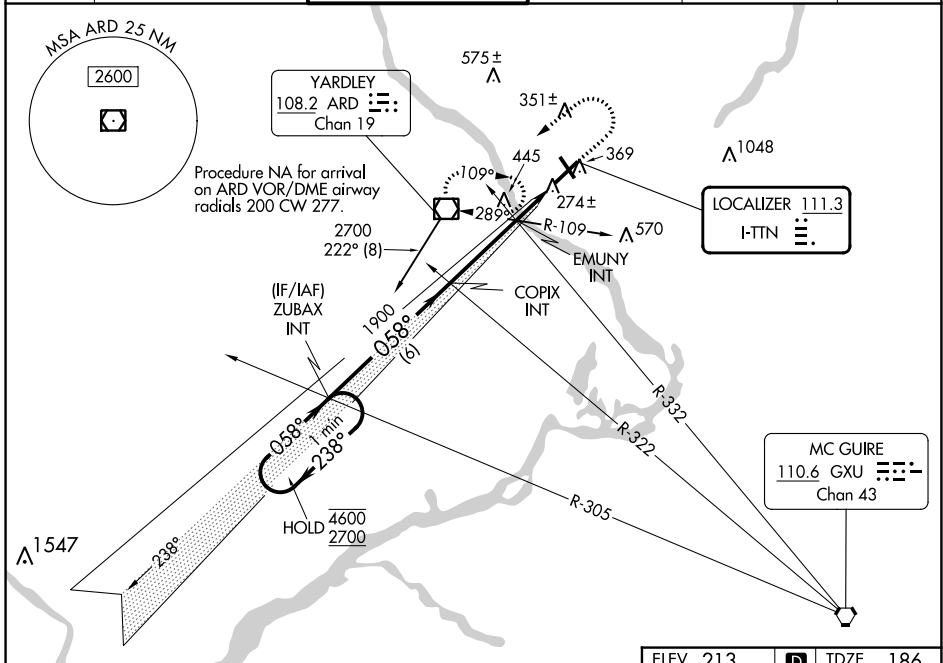 MSA ARD 25 NM
2600
YARDLEY
108.2 ARD
Chan 19
575±
351±
369
1048
Procedure NA for arrival
on ARD VOR/DME airway
radials 200 CW 277.
109°
445
289°
274±
LOCALIZER 111.3
I-TTN
R-109
570
2700
222° (8)
EMUNY
INT
COPIX
INT
(IF/IAF)
ZUBAX
INT
1900
058°
(6)
R-332
R-322
058°
1 min
238°
MC GUIRE
110.6 GXU
Chan 43
R-305
HOLD
4600
2700
1547
238°
ELEV 213
D
TDZE 186